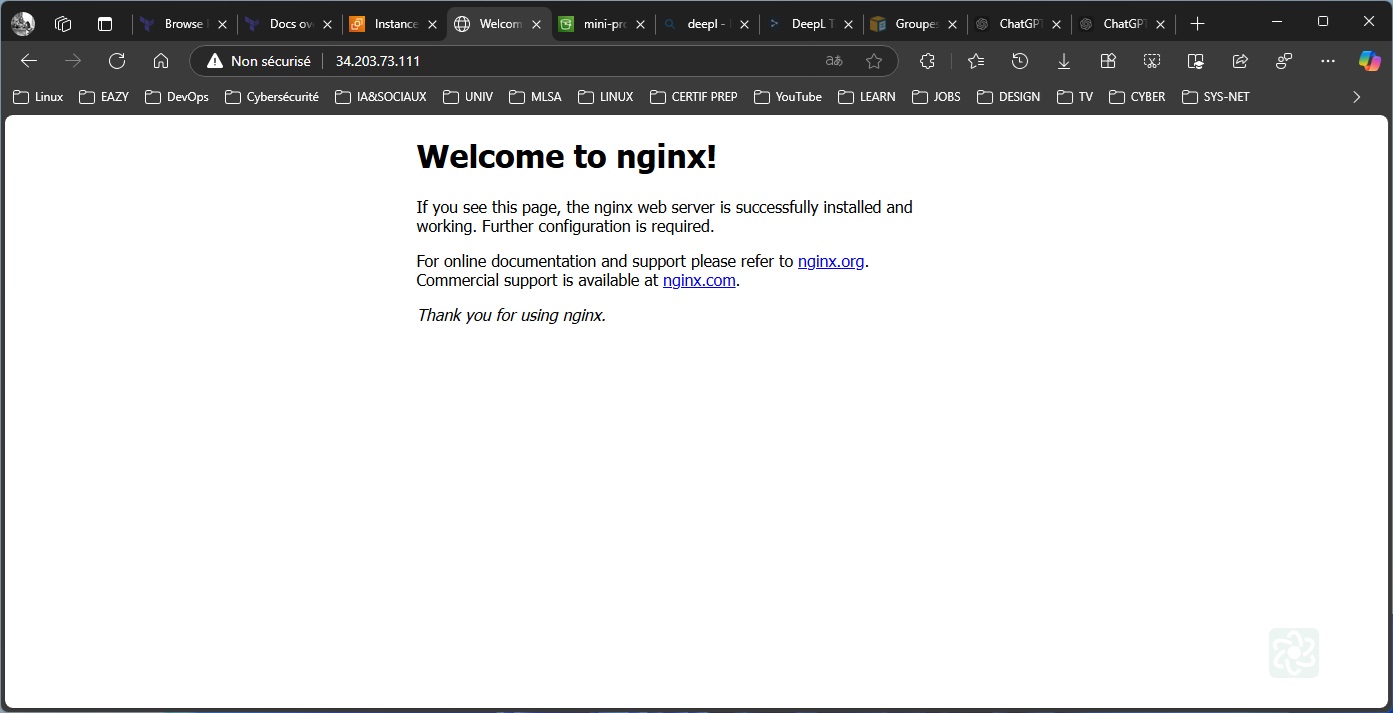 Browse
Docs ov
Instance
Welcom
mini-pro
deepl -
DeepL T
Groupes
ChatGPT
ChatGPT
Non sécurisé
34.203.73.111
aあ
Linux
EAZY
DevOps
Cybersécurité
IA&SOCIAUX
UNIV
MLSA
LINUX
CERTIF PREP
YouTube
LEARN
JOBS
DESIGN
TV
CYBER
SYS-NET
Welcome to nginx!
If you see this page, the nginx web server is successfully installed and
working. Further configuration is required.
For online documentation and support please refer to nginx.org.
Commercial support is available at nginx.com.
Thank you for using nginx.